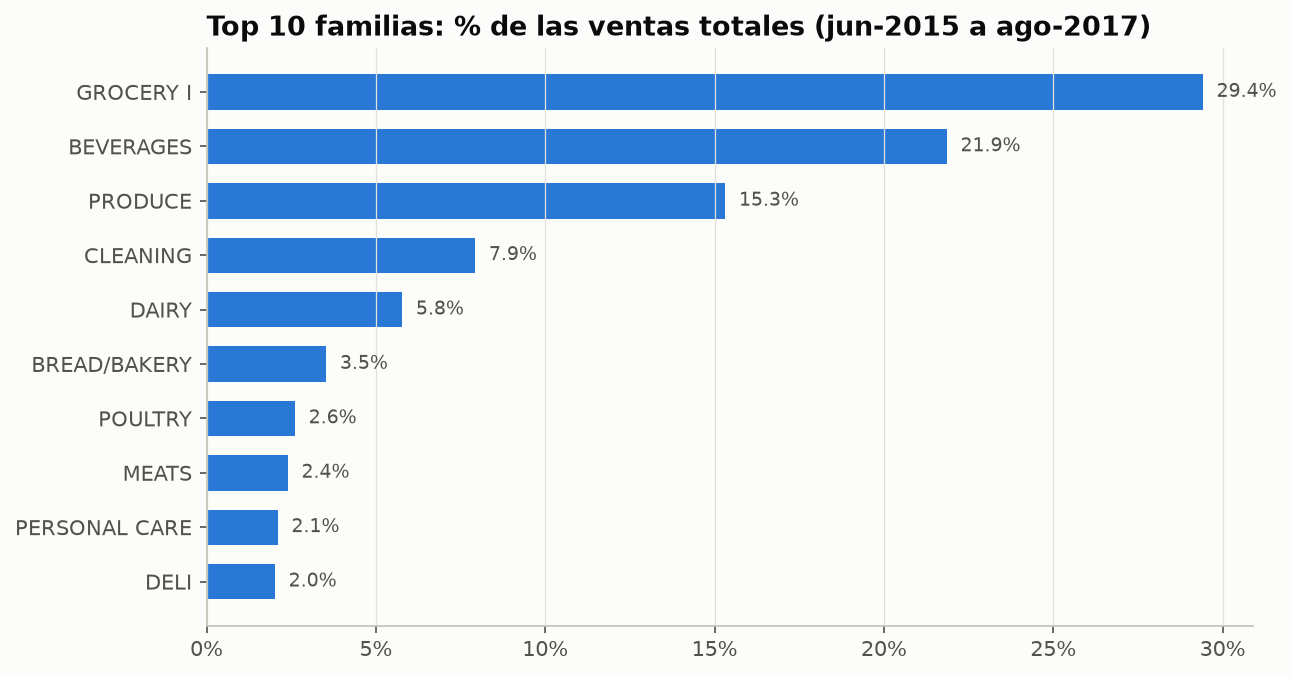 Top 10 familias: % de las ventas totales (jun-2015 a ago-2017)
GROCERY I 29.4%
BEVERAGES 21.9%
PRODUCE 15.3%
CLEANING 7.9%
DAIRY 5.8%
BREAD/BAKERY 3.5%
POULTRY 2.6%
MEATS 2.4%
PERSONAL CARE 2.1%
DELI 2.0%
0% 5% 10% 15% 20% 25% 30%